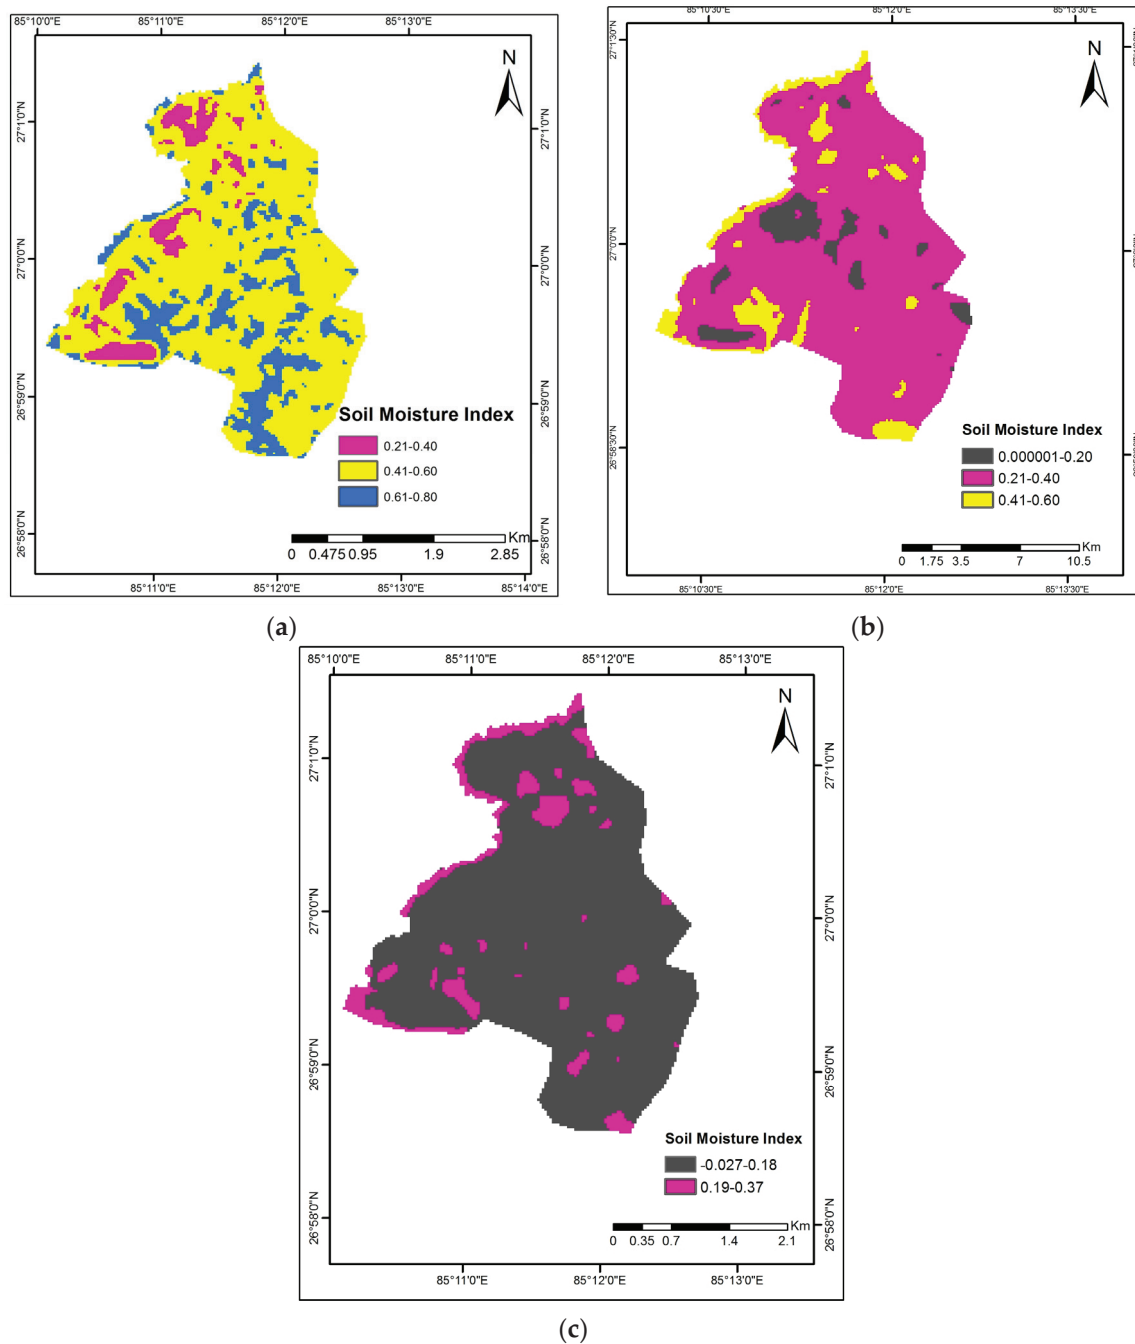 85°10'0"E 85°11'0"E 85°12'0"E 85°13'0"E
N
27°1'0"N 27°1'0"N
27°0'0"N 27°0'0"N
26°59'0"N 26°59'0"N
26°58'0"N 26°58'0"N
Soil Moisture Index
0.21-0.40
0.41-0.60
0.61-0.80
Km
0 0.475 0.95 1.9 2.85
85°11'0"E 85°12'0"E 85°13'0"E 85°14'0"E
(a)
85°10'30"E 85°12'0"E 85°13'30"E
N
27°1'30"N
27°0'0"N
26°58'30"N
Soil Moisture Index
0.000001-0.20
0.21-0.40
0.41-0.60
Km
0 1.75 3.5 7 10.5
85°10'30"E 85°12'0"E 85°13'30"E
(b)
85°10'0"E 85°11'0"E 85°12'0"E 85°13'0"E
N
27°1'0"N 27°1'0"N
27°0'0"N 27°0'0"N
26°59'0"N 26°59'0"N
26°58'0"N 26°58'0"N
Soil Moisture Index
-0.027-0.18
0.19-0.37
Km
0 0.35 0.7 1.4 2.1
85°11'0"E 85°12'0"E 85°13'0"E
(c)